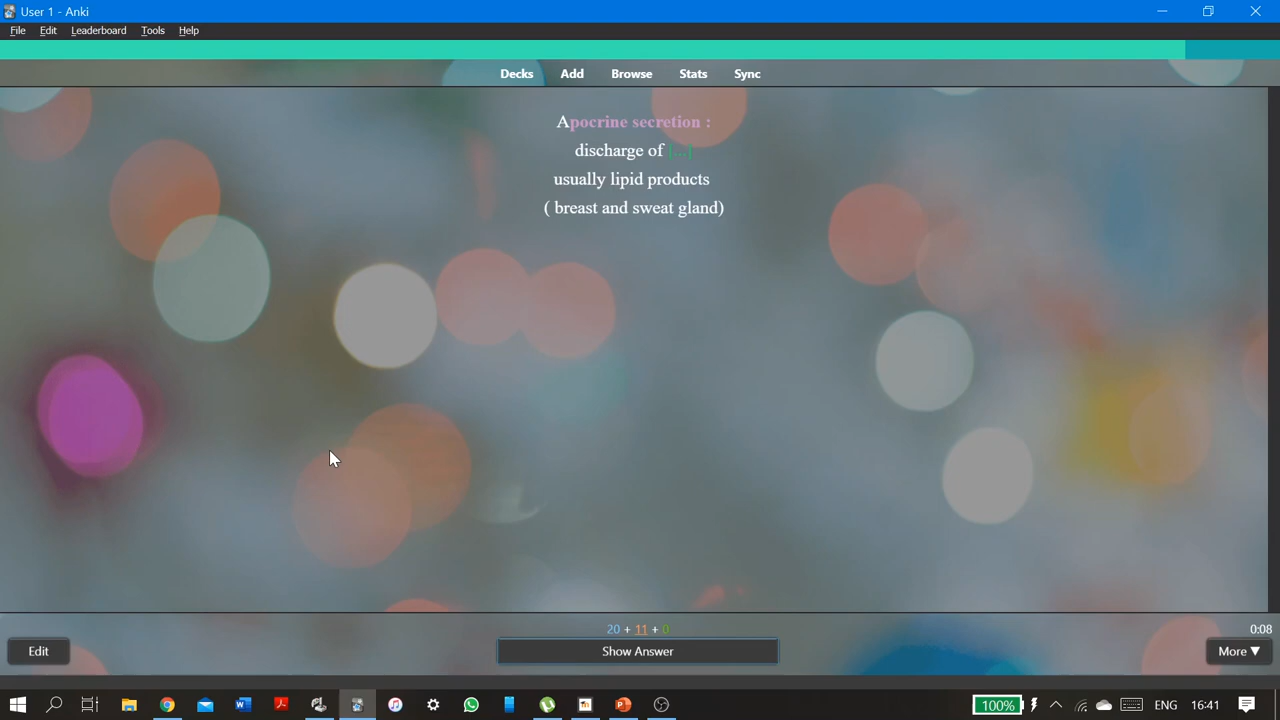 User 1 - Anki
File Edit Leaderboard Tools Help
Decks Add Browse Stats Sync
Apocrine secretion :
discharge of [...]
usually lipid products
( breast and sweat gland)
20 + 11 + 0
0:08
Edit
Show Answer
More ▼
100%
ENG
16:41